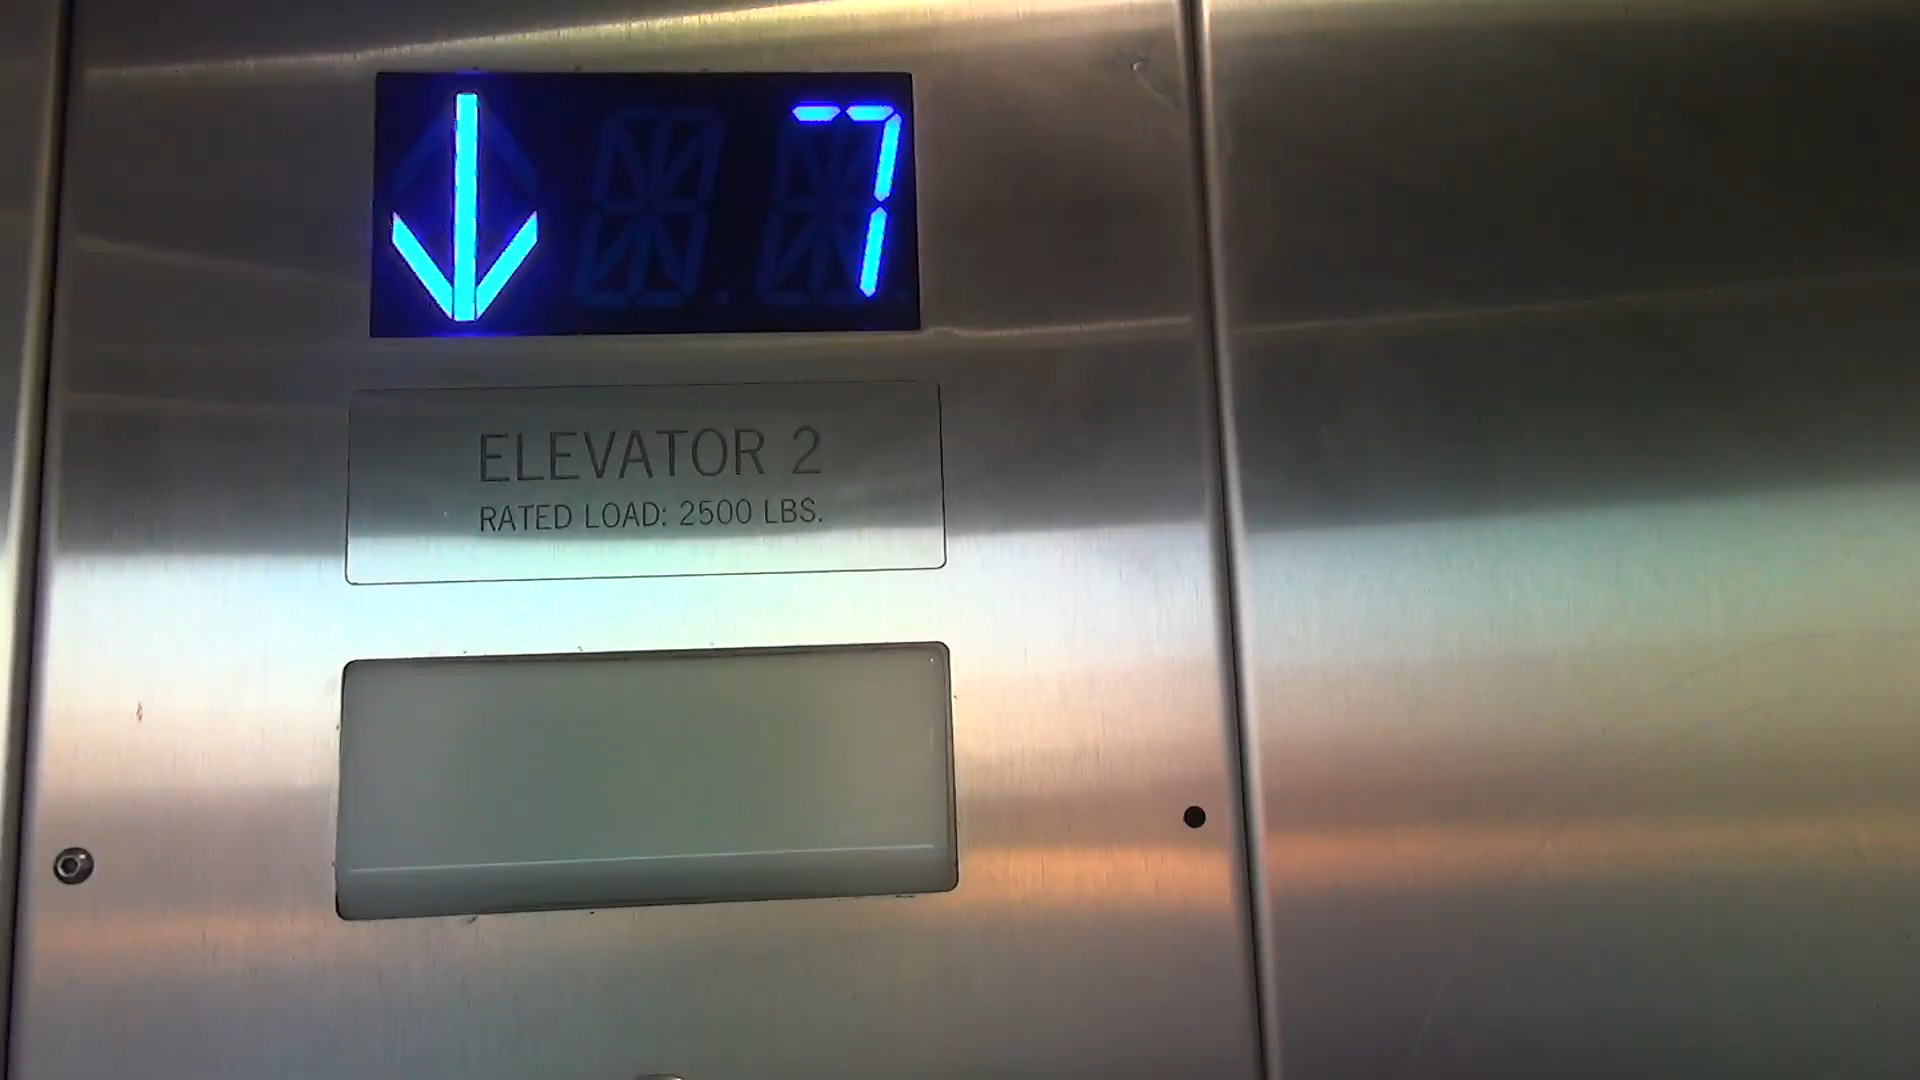 ↓ 7
ELEVATOR 2
RATED LOAD: 2500 LBS.